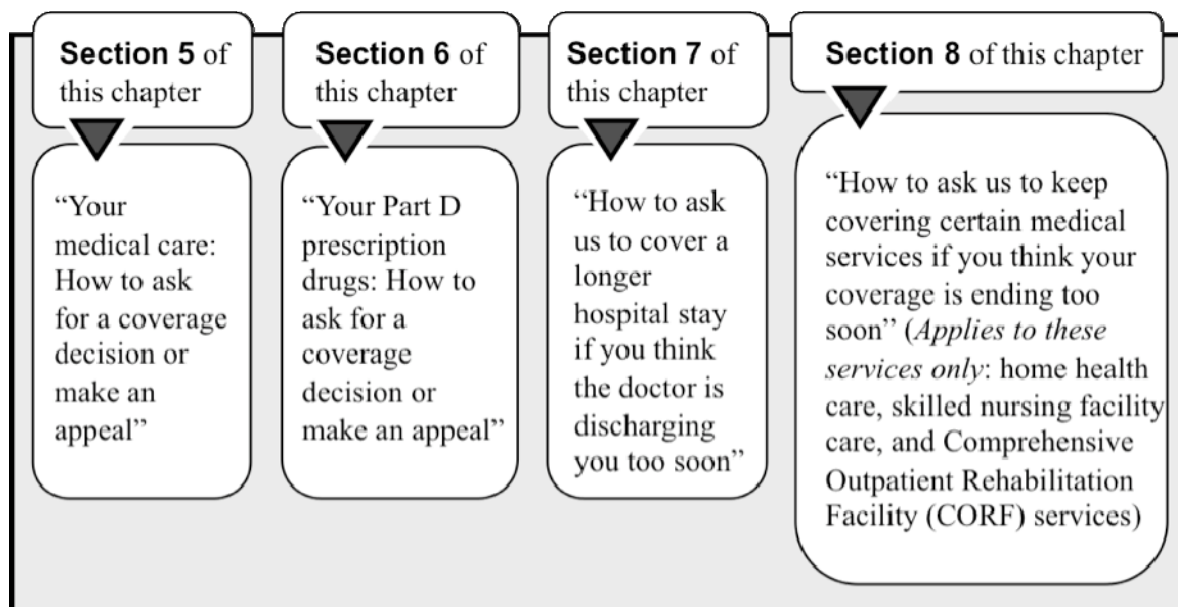 Section 5 of
this chapter
“Your
medical care:
How to ask
for a coverage
decision or
make an
appeal”
Section 6 of
this chapter
“Your Part D
prescription
drugs: How to
ask for a
coverage
decision or
make an appeal”
Section 7 of
this chapter
“How to ask
us to cover a
longer
hospital stay
if you think
the doctor is
discharging
you too soon”
Section 8 of this chapter
“How to ask us to keep
covering certain medical
services if you think your
coverage is ending too
soon” (Applies to these
services only: home health
care, skilled nursing facility
care, and Comprehensive
Outpatient Rehabilitation
Facility (CORF) services)